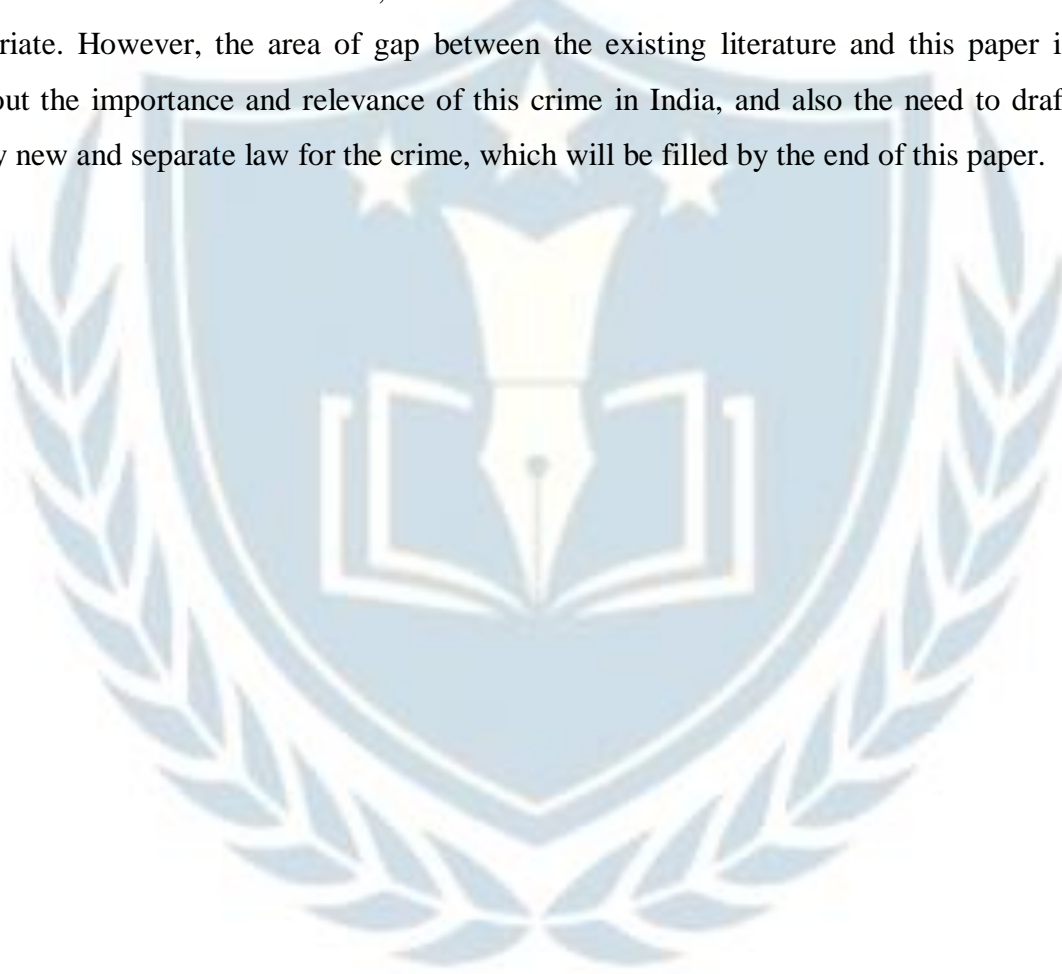 riate. However, the area of gap between the existing literature and this paper i
out the importance and relevance of this crime in India, and also the need to draf
y new and separate law for the crime, which will be filled by the end of this paper.